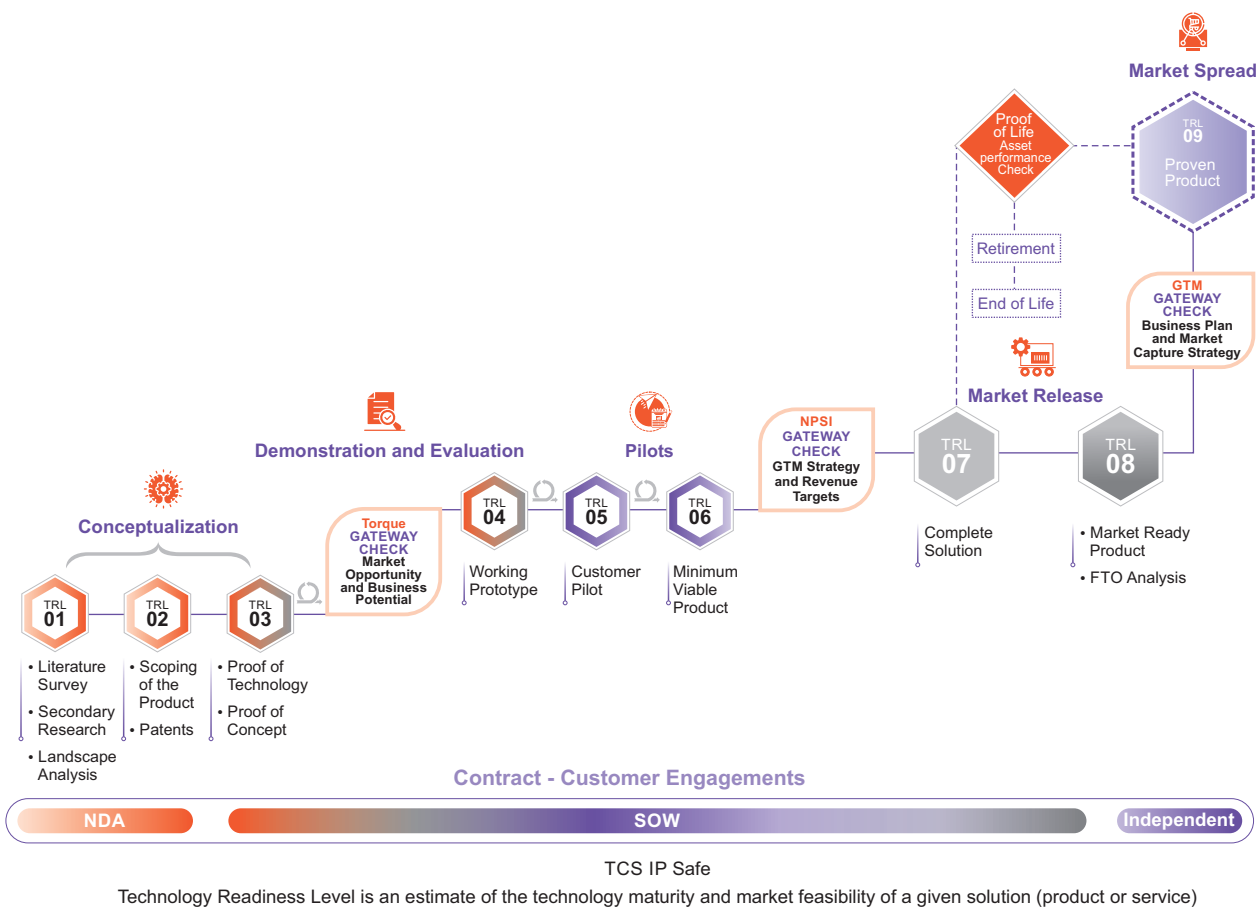 Market Spread
TRL
09
Proven
Product
Proof
of Life
Asset
performance
Check
Retirement
End of Life
GTM
GATEWAY
CHECK
Business Plan
and Market
Capture Strategy
Market Release
TRL
07
TRL
08
Complete
Solution
• Market Ready
Product
• FTO Analysis
NPSI
GATEWAY
CHECK
GTM Strategy
and Revenue
Targets
Demonstration and Evaluation
Pilots
TRL
04
TRL
05
TRL
06
Working
Prototype
Customer
Pilot
Minimum
Viable
Product
Conceptualization
Torque
GATEWAY
CHECK
Market
Opportunity
and Business
Potential
TRL
01
TRL
02
TRL
03
• Literature
Survey
• Secondary
Research
• Landscape
Analysis
• Scoping
of the
Product
• Patents
• Proof of
Technology
• Proof of
Concept
Contract - Customer Engagements
NDA
SOW
Independent
TCS IP Safe
Technology Readiness Level is an estimate of the technology maturity and market feasibility of a given solution (product or service)